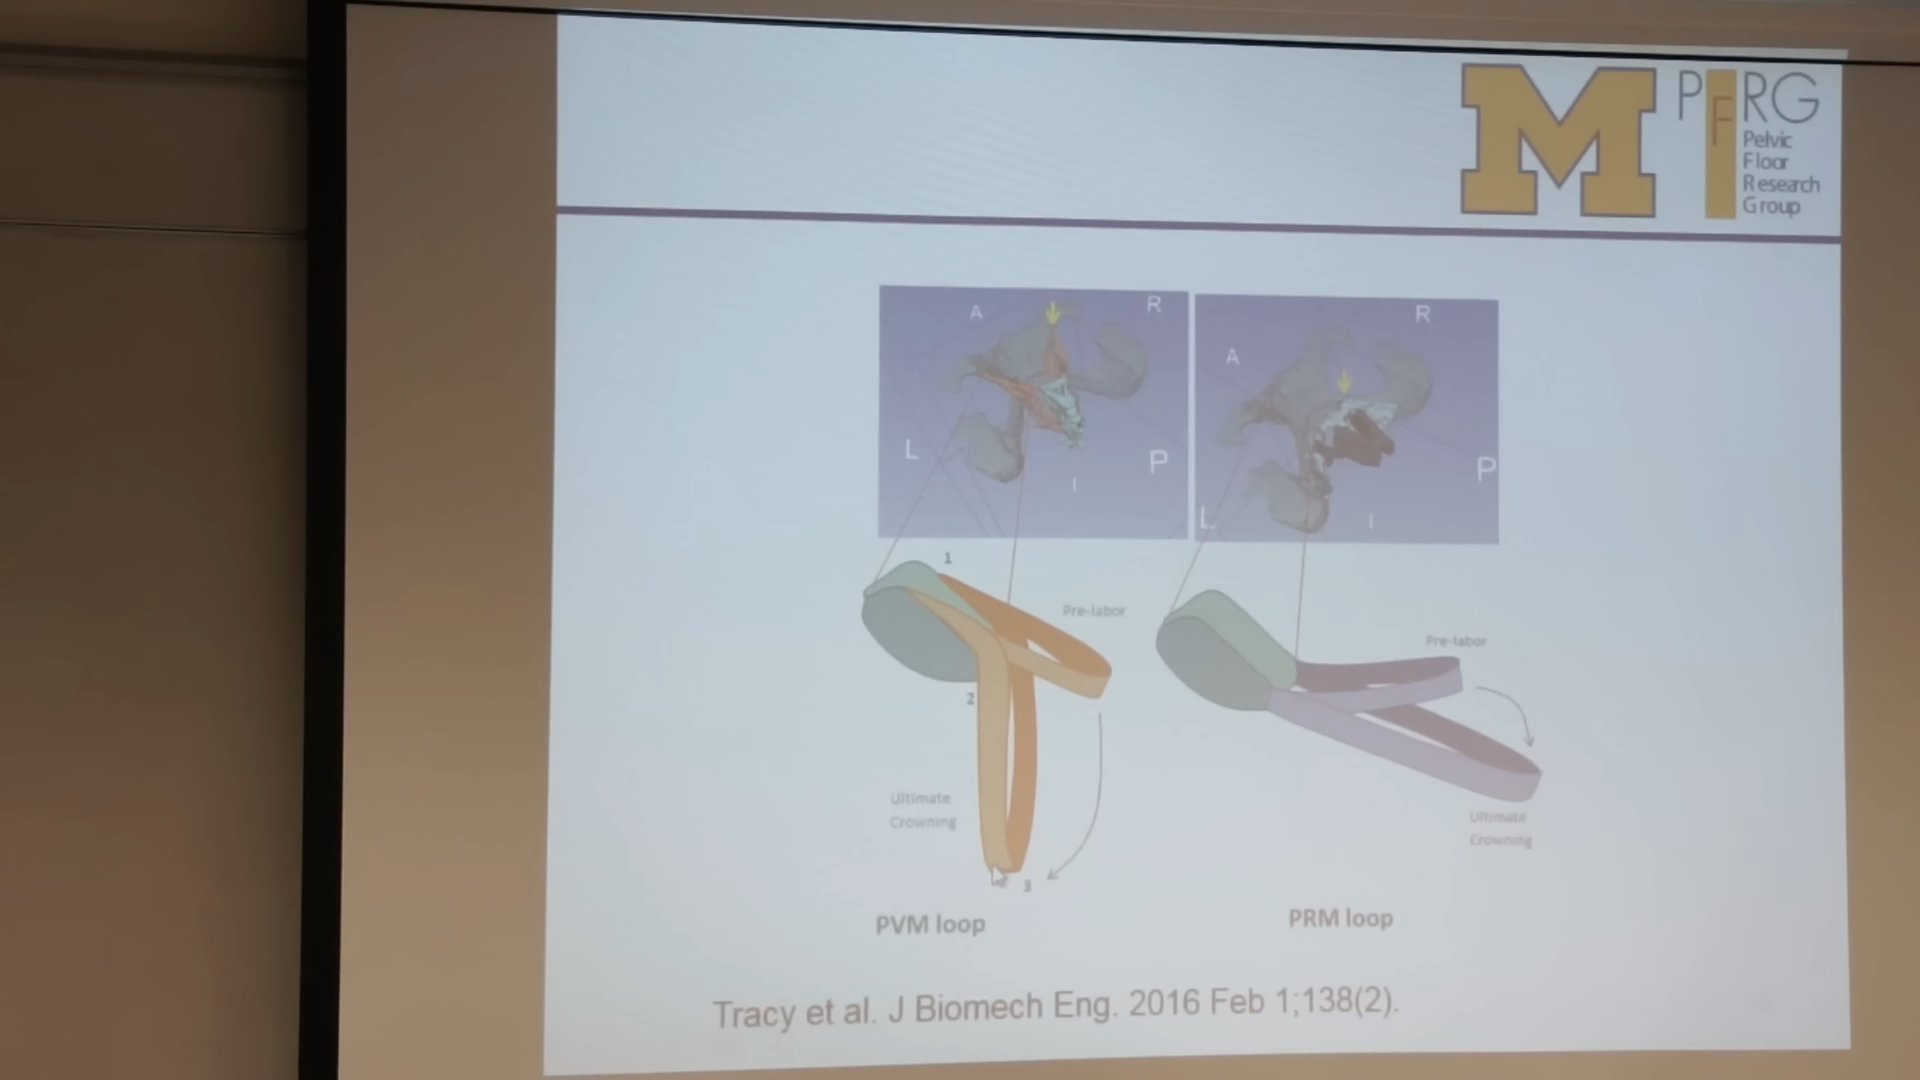 M
PFRG
Pelvic
Floor
Research
Group
A
R
L
P
I
A
R
L
P
I
1
Pre-labor
2
Ultimate
Crowning
3
PVM loop
Pre-labor
Ultimate
Crowning
PRM loop
Tracy et al. J Biomech Eng. 2016 Feb 1;138(2).